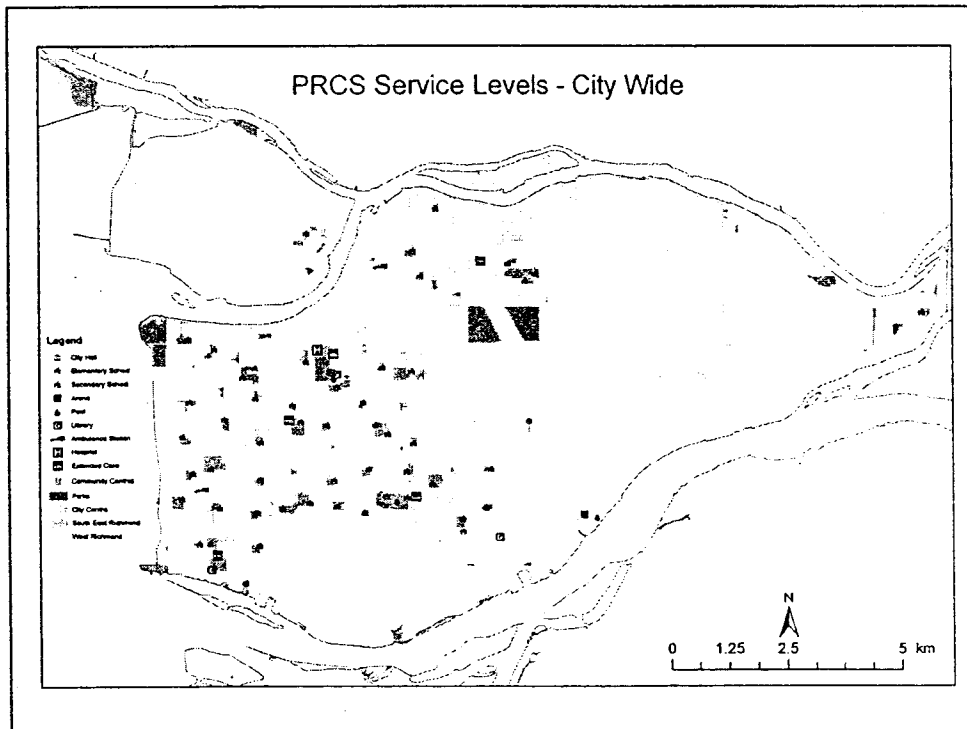 PRCS Service Levels - City Wide
Legend
City Hall
Elementary School
Secondary School
Arena
Pool
Library
Ambulance Station
Hospital
Extended Care
Community Centres
Parks
City Centre
South East Richmond
West Richmond
N
0 1.25 2.5 5 km